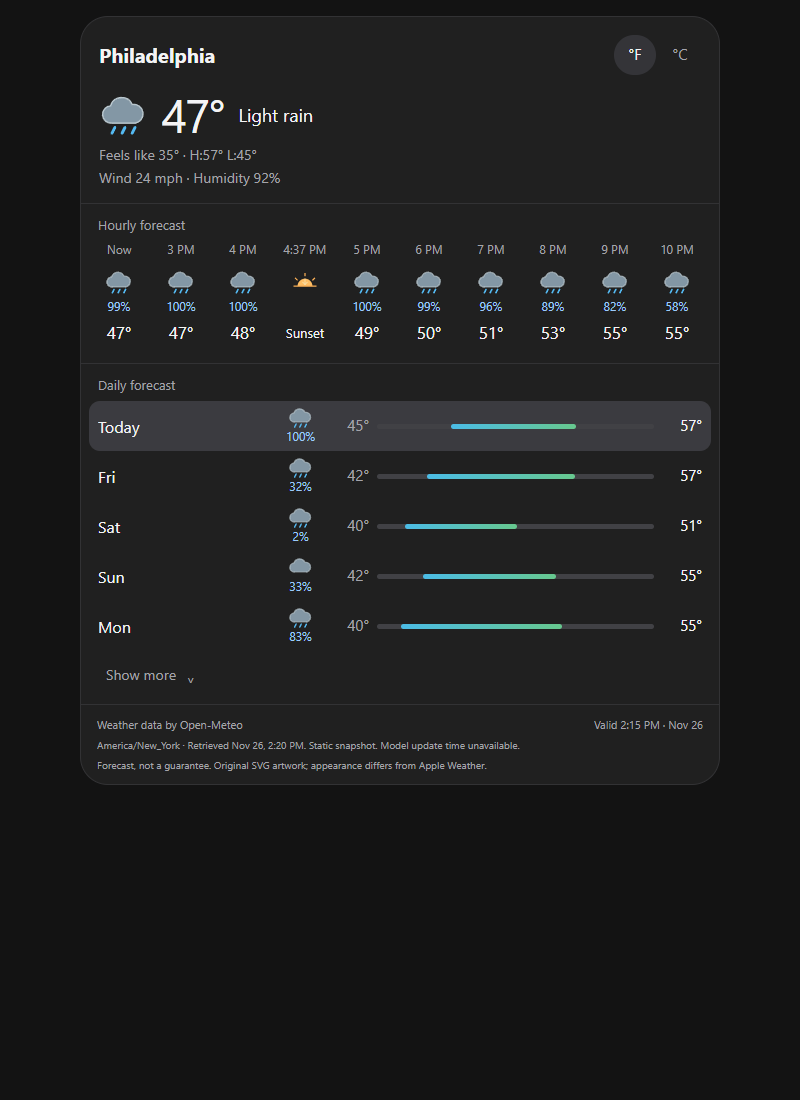 Philadelphia
°F °C
47° Light rain
Feels like 35° · H:57° L:45°
Wind 24 mph · Humidity 92%
Hourly forecast
Now 3 PM 4 PM 4:37 PM 5 PM 6 PM 7 PM 8 PM 9 PM 10 PM
99% 100% 100% 100% 99% 96% 89% 82% 58%
47° 47° 48° Sunset 49° 50° 51° 53° 55° 55°
Daily forecast
Today 100% 45° 57°
Fri 32% 42° 57°
Sat 2% 40° 51°
Sun 33% 42° 55°
Mon 83% 40° 55°
Show more
Weather data by Open-Meteo Valid 2:15 PM · Nov 26
America/New_York · Retrieved Nov 26, 2:20 PM. Static snapshot. Model update time unavailable.
Forecast, not a guarantee. Original SVG artwork; appearance differs from Apple Weather.